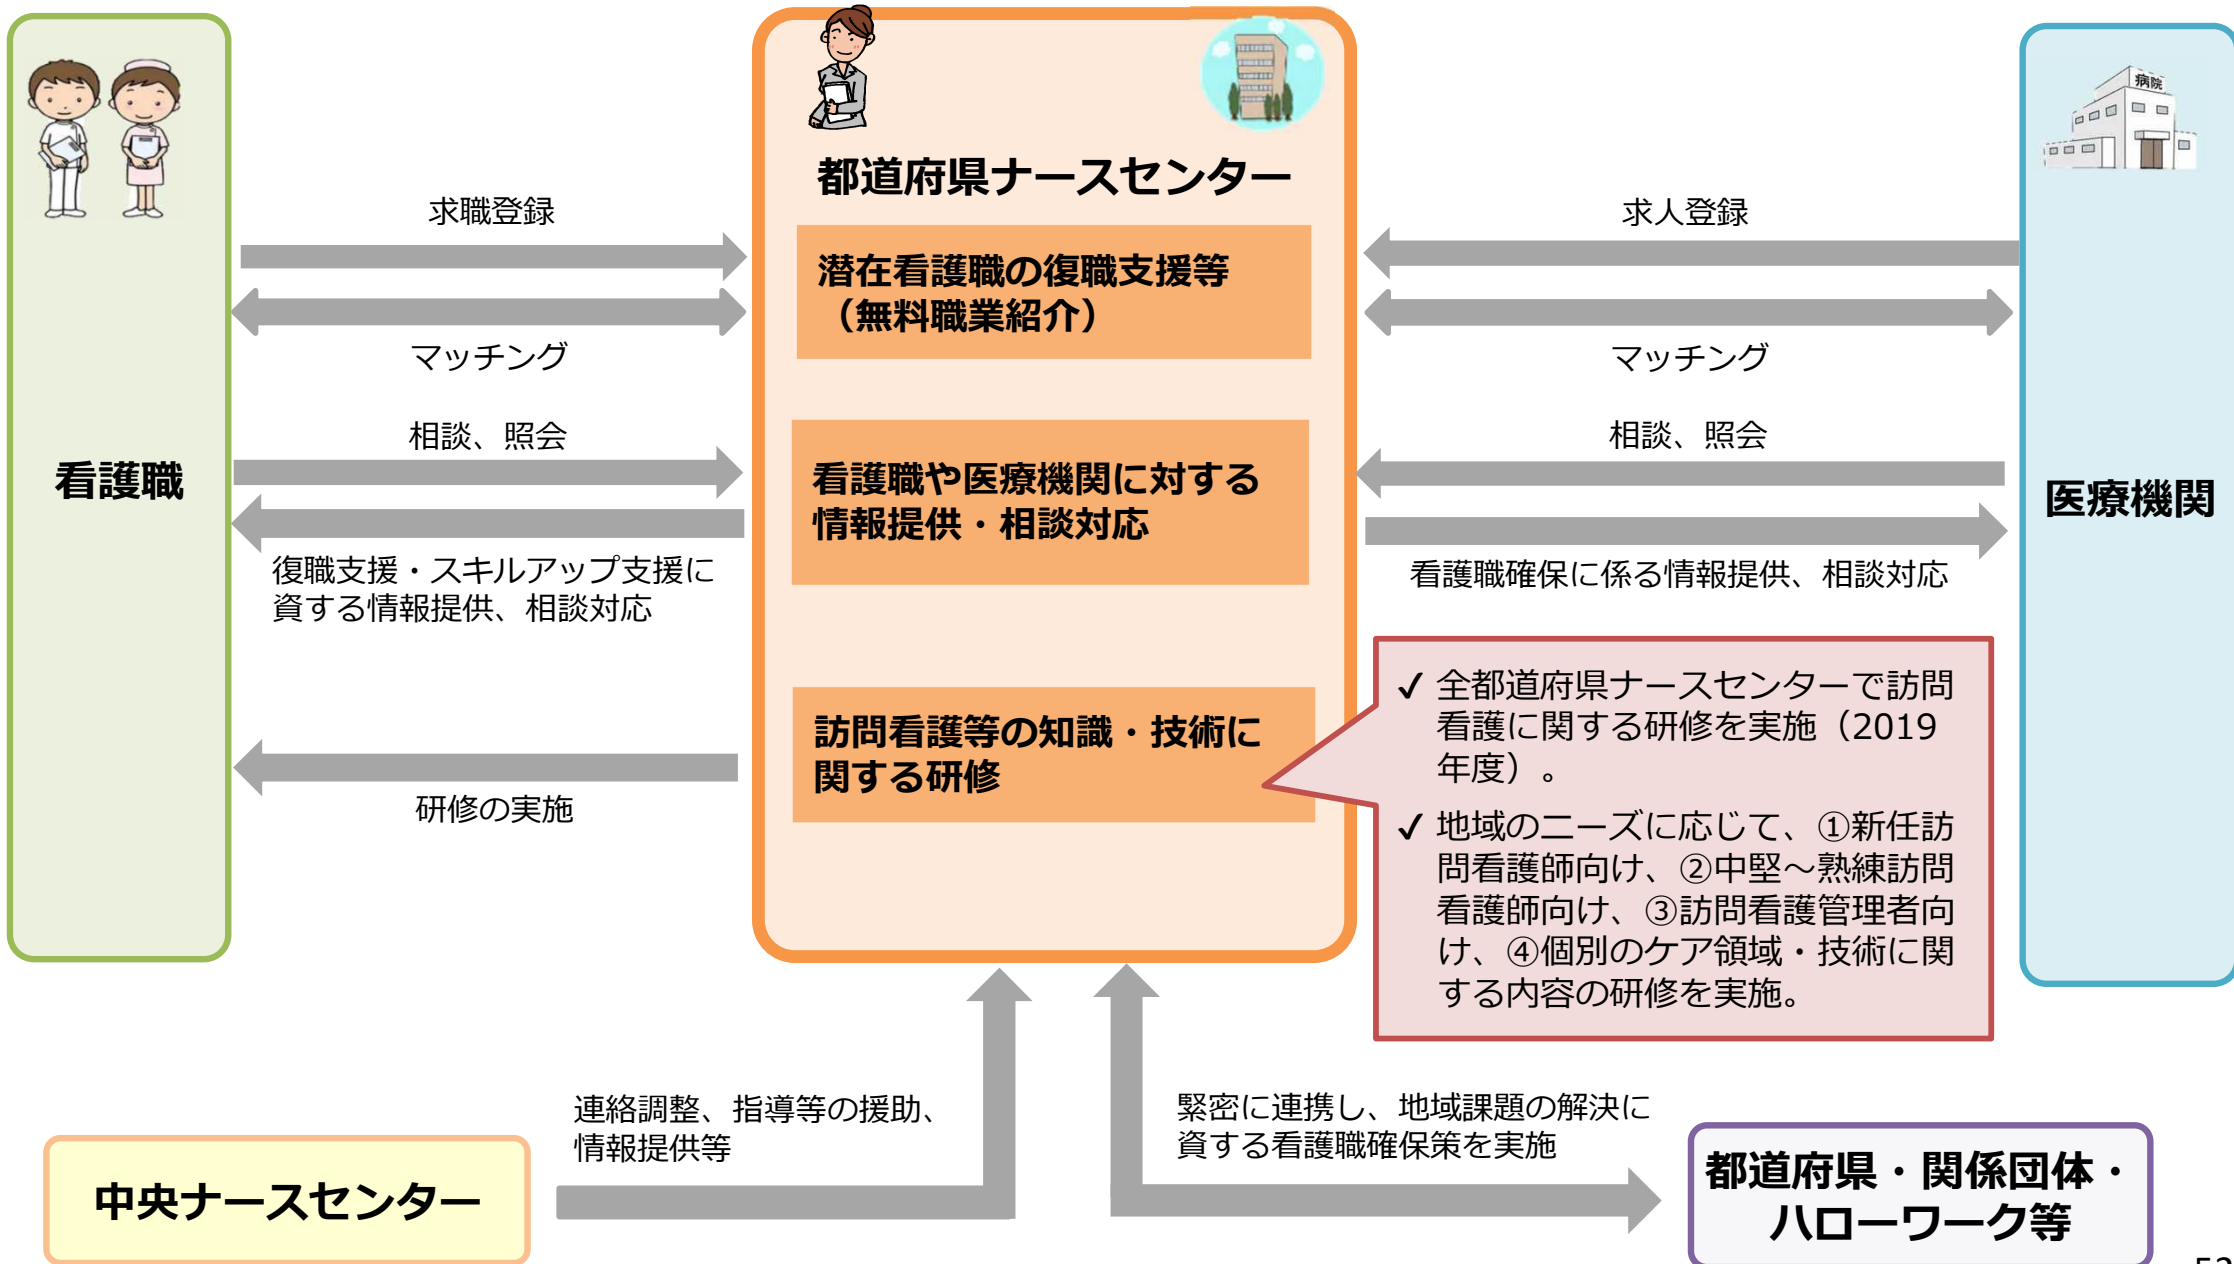 病院
都道府県ナースセンター
求職登録
求人登録
潜在看護職の復職支援等
（無料職業紹介）
マッチング
マッチング
相談、照会
相談、照会
看護職
看護職や医療機関に対する
情報提供・相談対応
医療機関
復職支援・スキルアップ支援に
資する情報提供、相談対応
看護職確保に係る情報提供、相談対応
訪問看護等の知識・技術に
関する研修
研修の実施
✓ 全都道府県ナースセンターで訪問
看護に関する研修を実施（2019
年度）。
✓ 地域のニーズに応じて、①新任訪
問看護師向け、②中堅～熟練訪問
看護師向け、③訪問看護管理者向
け、④個別のケア領域・技術に関
する内容の研修を実施。
連絡調整、指導等の援助、
情報提供等
緊密に連携し、地域課題の解決に
資する看護職確保策を実施
中央ナースセンター
都道府県・関係団体・
ハローワーク等